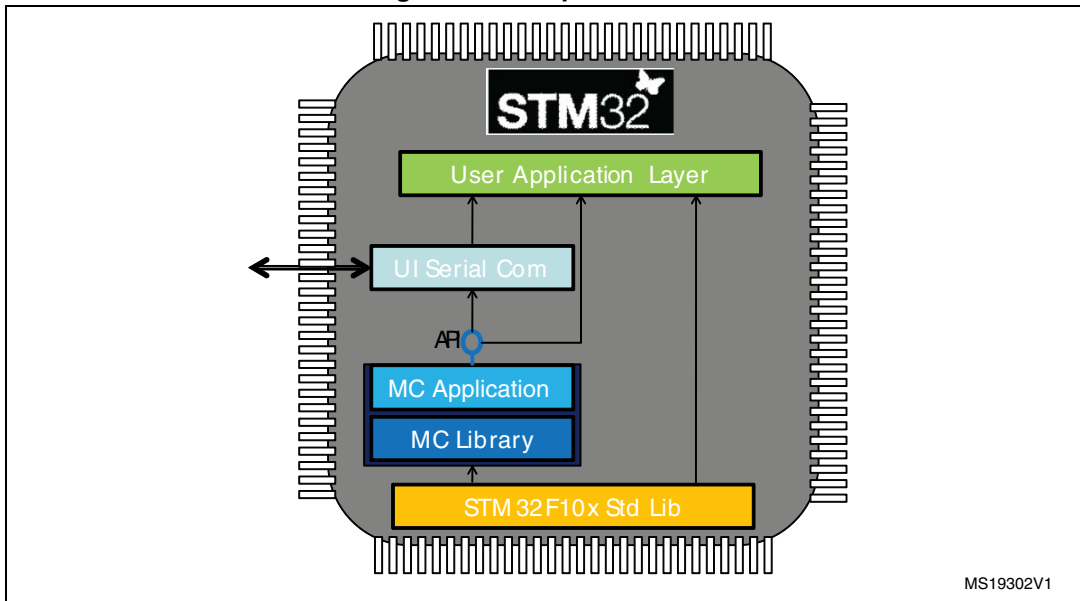 STM32
User Application Layer
UI Serial Com
API
MC Application
MC Library
STM32F10x Std Lib
MS19302V1